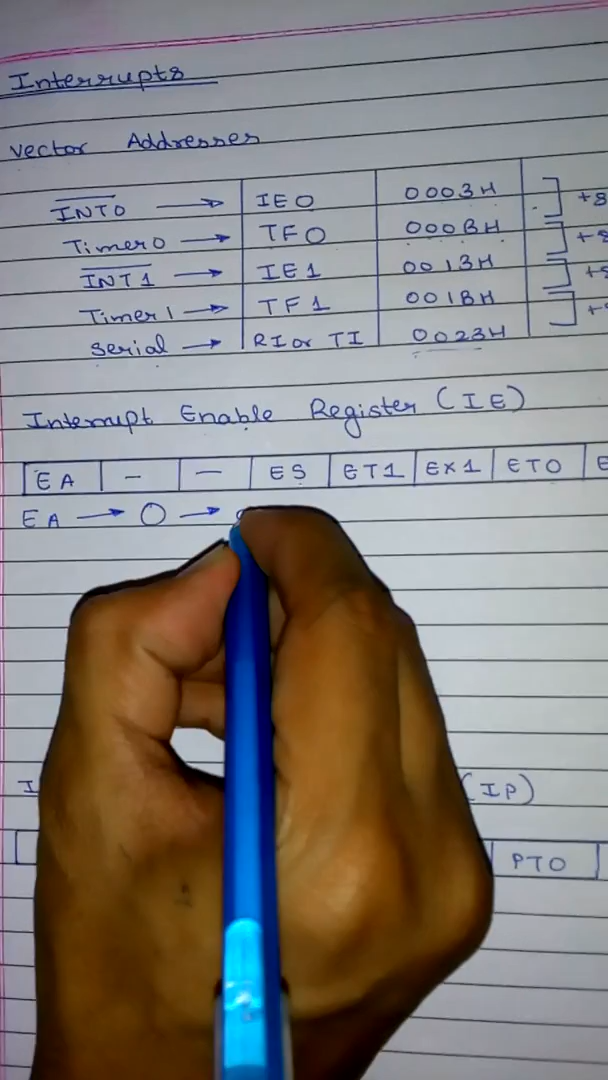 Interrupts
Vector Addresses
INT0 → IE0 0003H ] +8
Timer0 → TF0 000BH ] +8
INT1 → IE1 0013H ] +8
Timer1 → TF1 001BH ] +
Serial → RI or TI 0023H
Interrupt Enable Register (IE)
EA - - ES ET1 EX1 ET0 E
EA → 0 →
I (IP)
PT0